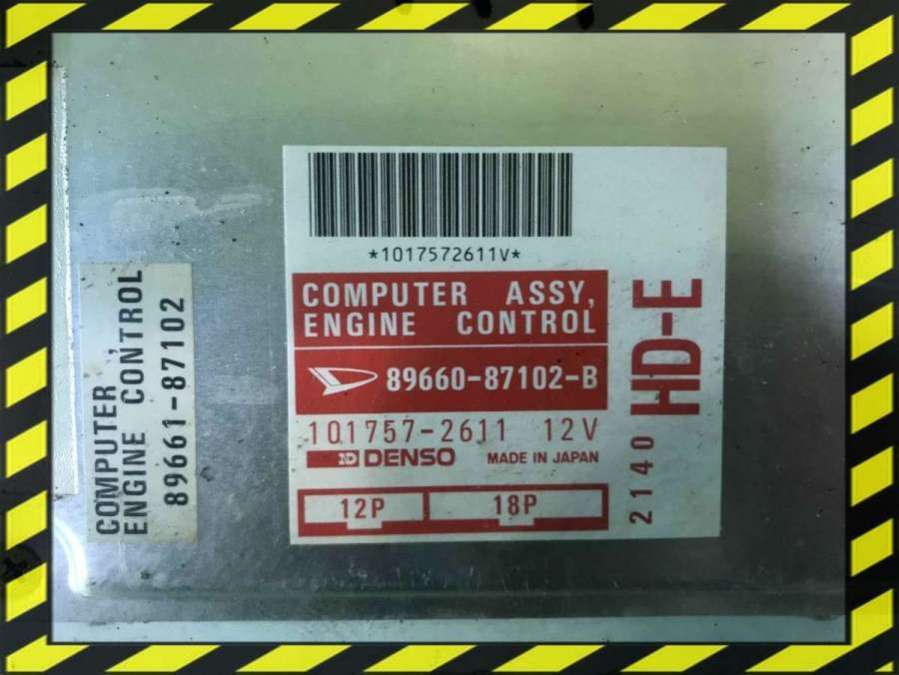 COMPUTER,
ENGINE CONTROL
89661-87102
*1017572611V*
COMPUTER ASSY,
ENGINE CONTROL
89660-87102-B
101757-2611 12V
ND DENSO MADE IN JAPAN
12P 18P
HD-E
2140